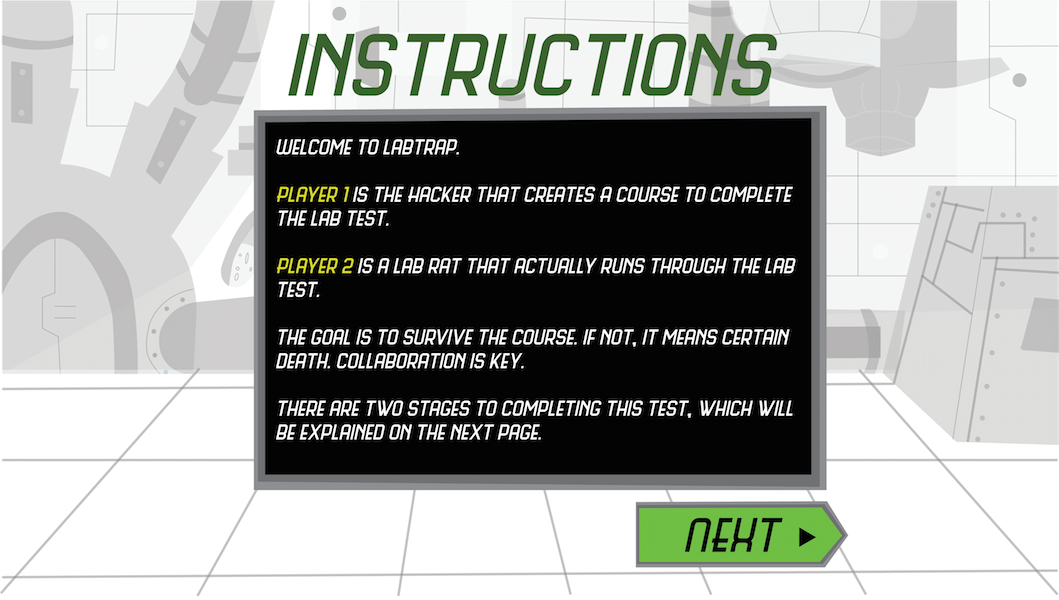 INSTRUCTIONS
WELCOME TO LABTRAP.
PLAYER 1 IS THE HACKER THAT CREATES A COURSE TO COMPLETE
THE LAB TEST.
PLAYER 2 IS A LAB RAT THAT ACTUALLY RUNS THROUGH THE LAB
TEST.
THE GOAL IS TO SURVIVE THE COURSE. IF NOT, IT MEANS CERTAIN
DEATH. COLLABORATION IS KEY.
THERE ARE TWO STAGES TO COMPLETING THIS TEST, WHICH WILL
BE EXPLAINED ON THE NEXT PAGE.
NEXT